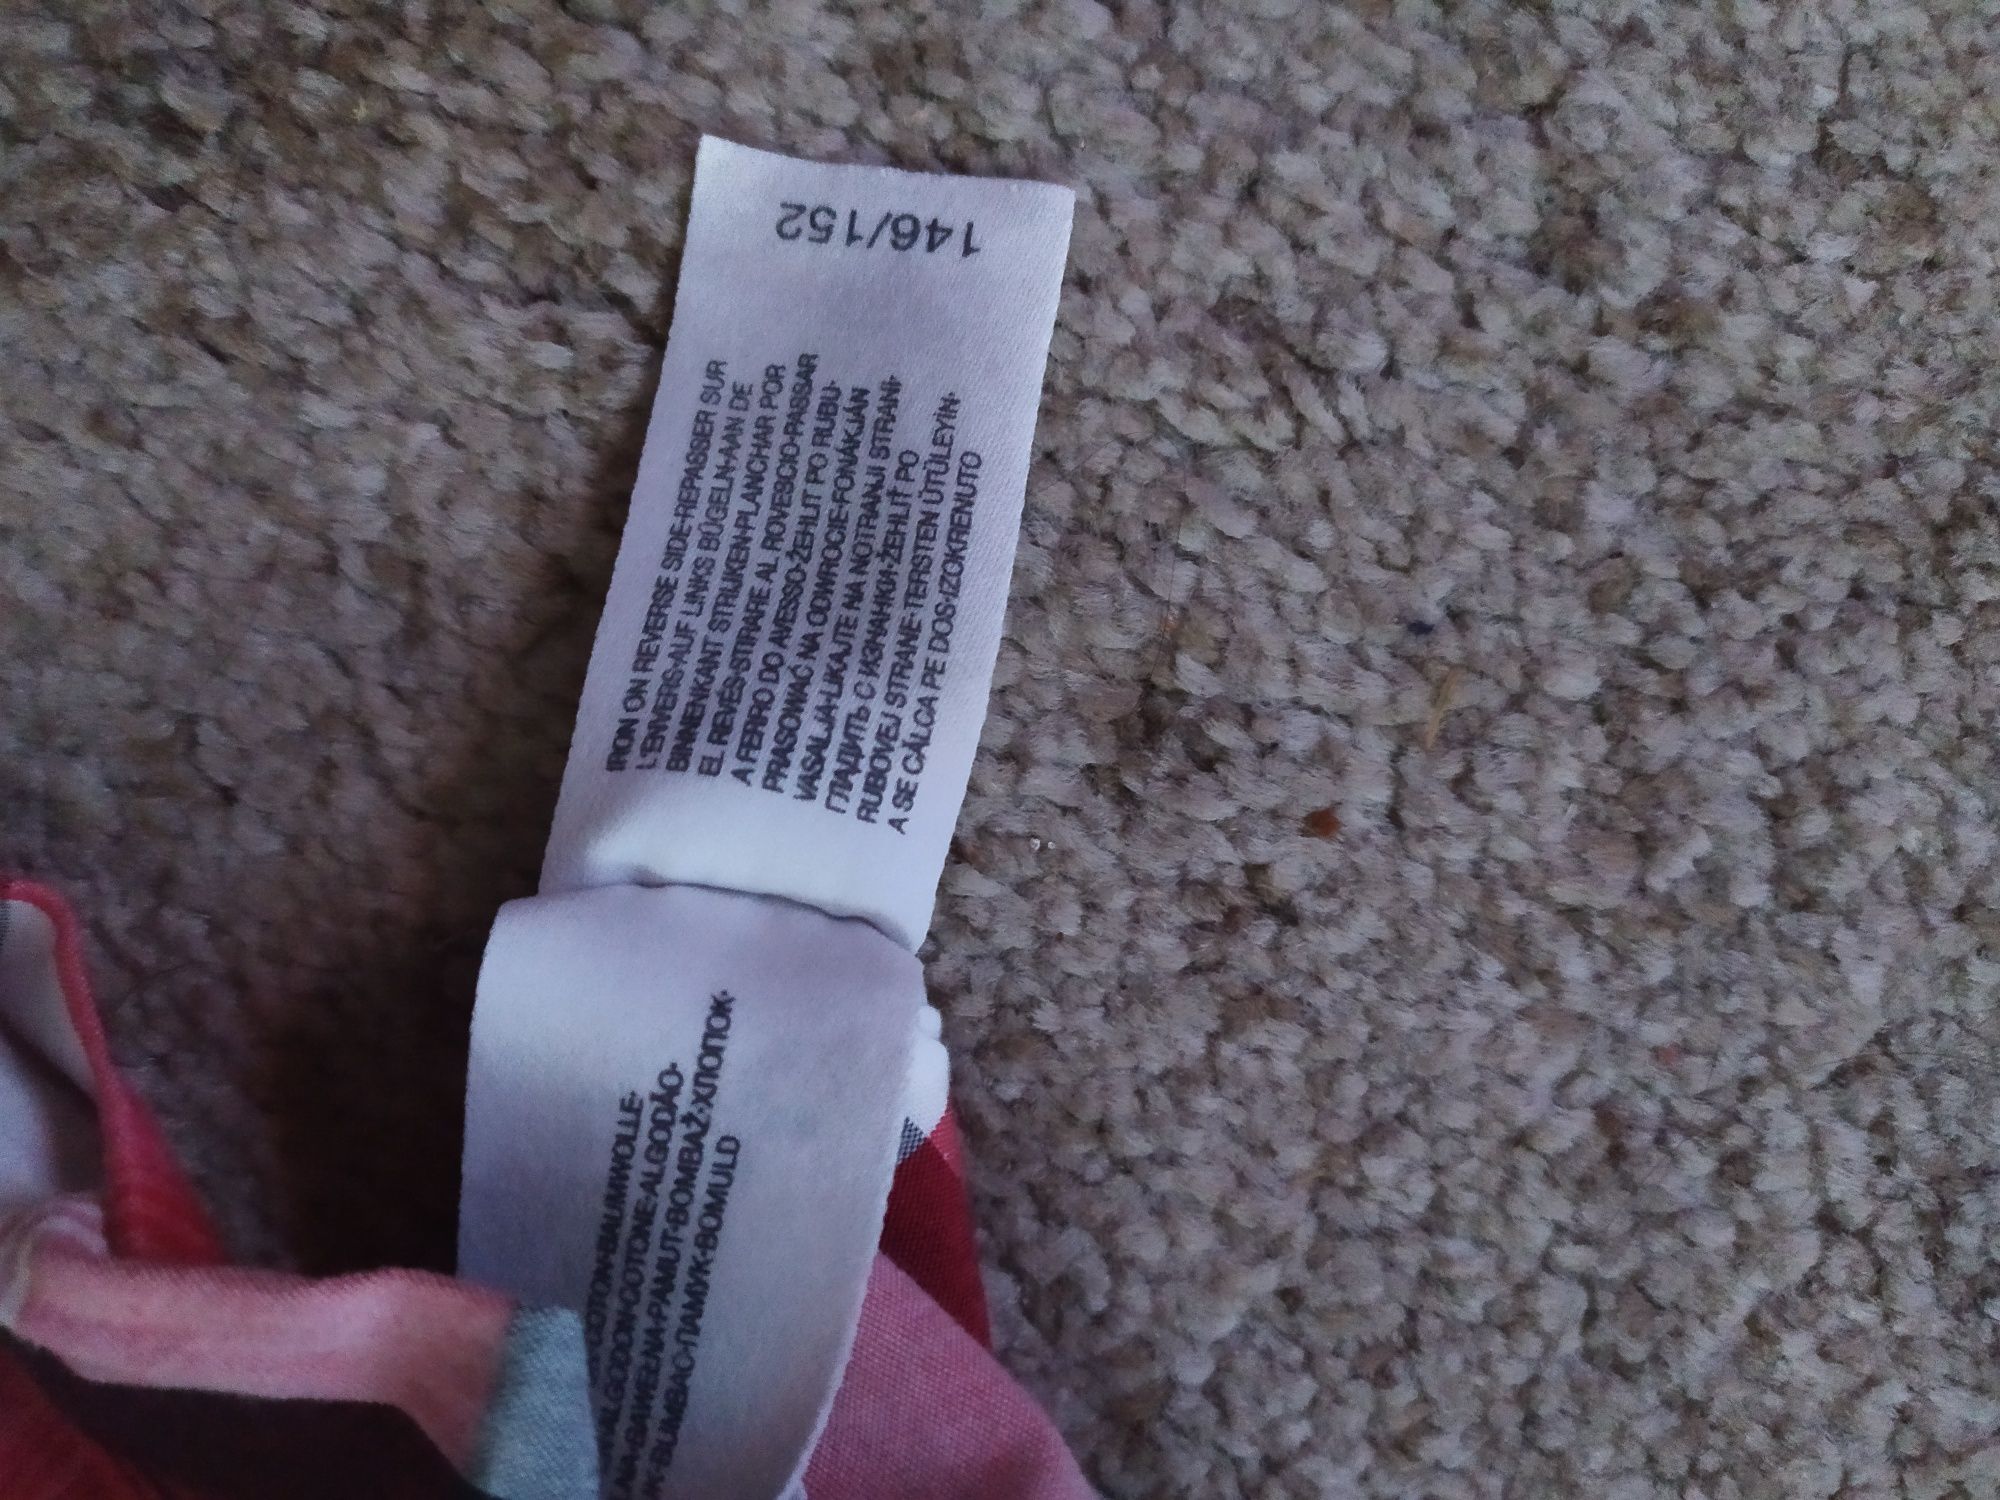 146/152
IRON ON REVERSE SIDE·REPASSER SUR
L'ENVERS·AUF LINKS BÜGELN·AAN DE
BINNENKANT STRIJKEN·PLANCHAR POR
EL REVÉS·STIRARE AL ROVESCIO·PASSAR
A FERRO DO AVESSO·ŽEHLIT PO RUBU·
PRASOWAĆ NA ODWROCIE·FONÁKJÁN
VASALJA·LIKAJTE NA NOTRANJI STRANI·
ГЛАДИТЬ С ИЗНАНКИ·ŽEHLIŤ PO
RUBOVEJ STRANE·TERSTEN ÜTÜLEYİN·
A SE CĂLCA PE DOS·IZOKRENUTO
COTON·BAUMWOLLE·
ALGODÓN·COTONE·ALGODÃO·
BAWEŁNA·PAMUT·BOMBAŽ·ХЛОПОК·
BUMBAC·ПАМУК·BOMULD